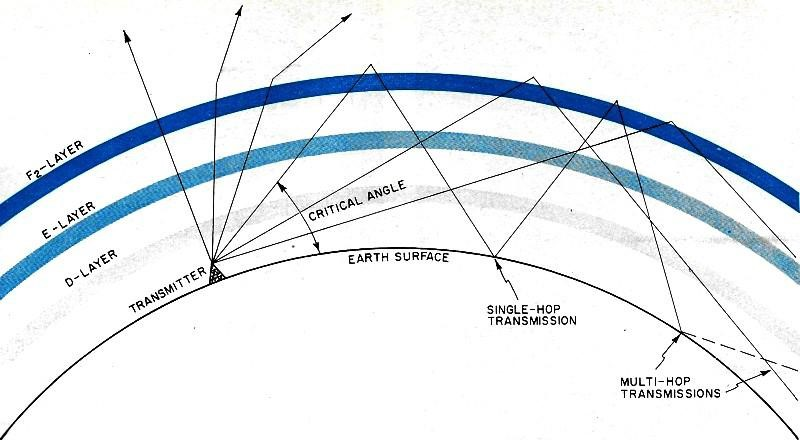 F2-LAYER
E-LAYER
D-LAYER
TRANSMITTER
CRITICAL ANGLE
EARTH SURFACE
SINGLE-HOP
TRANSMISSION
MULTI-HOP
TRANSMISSIONS